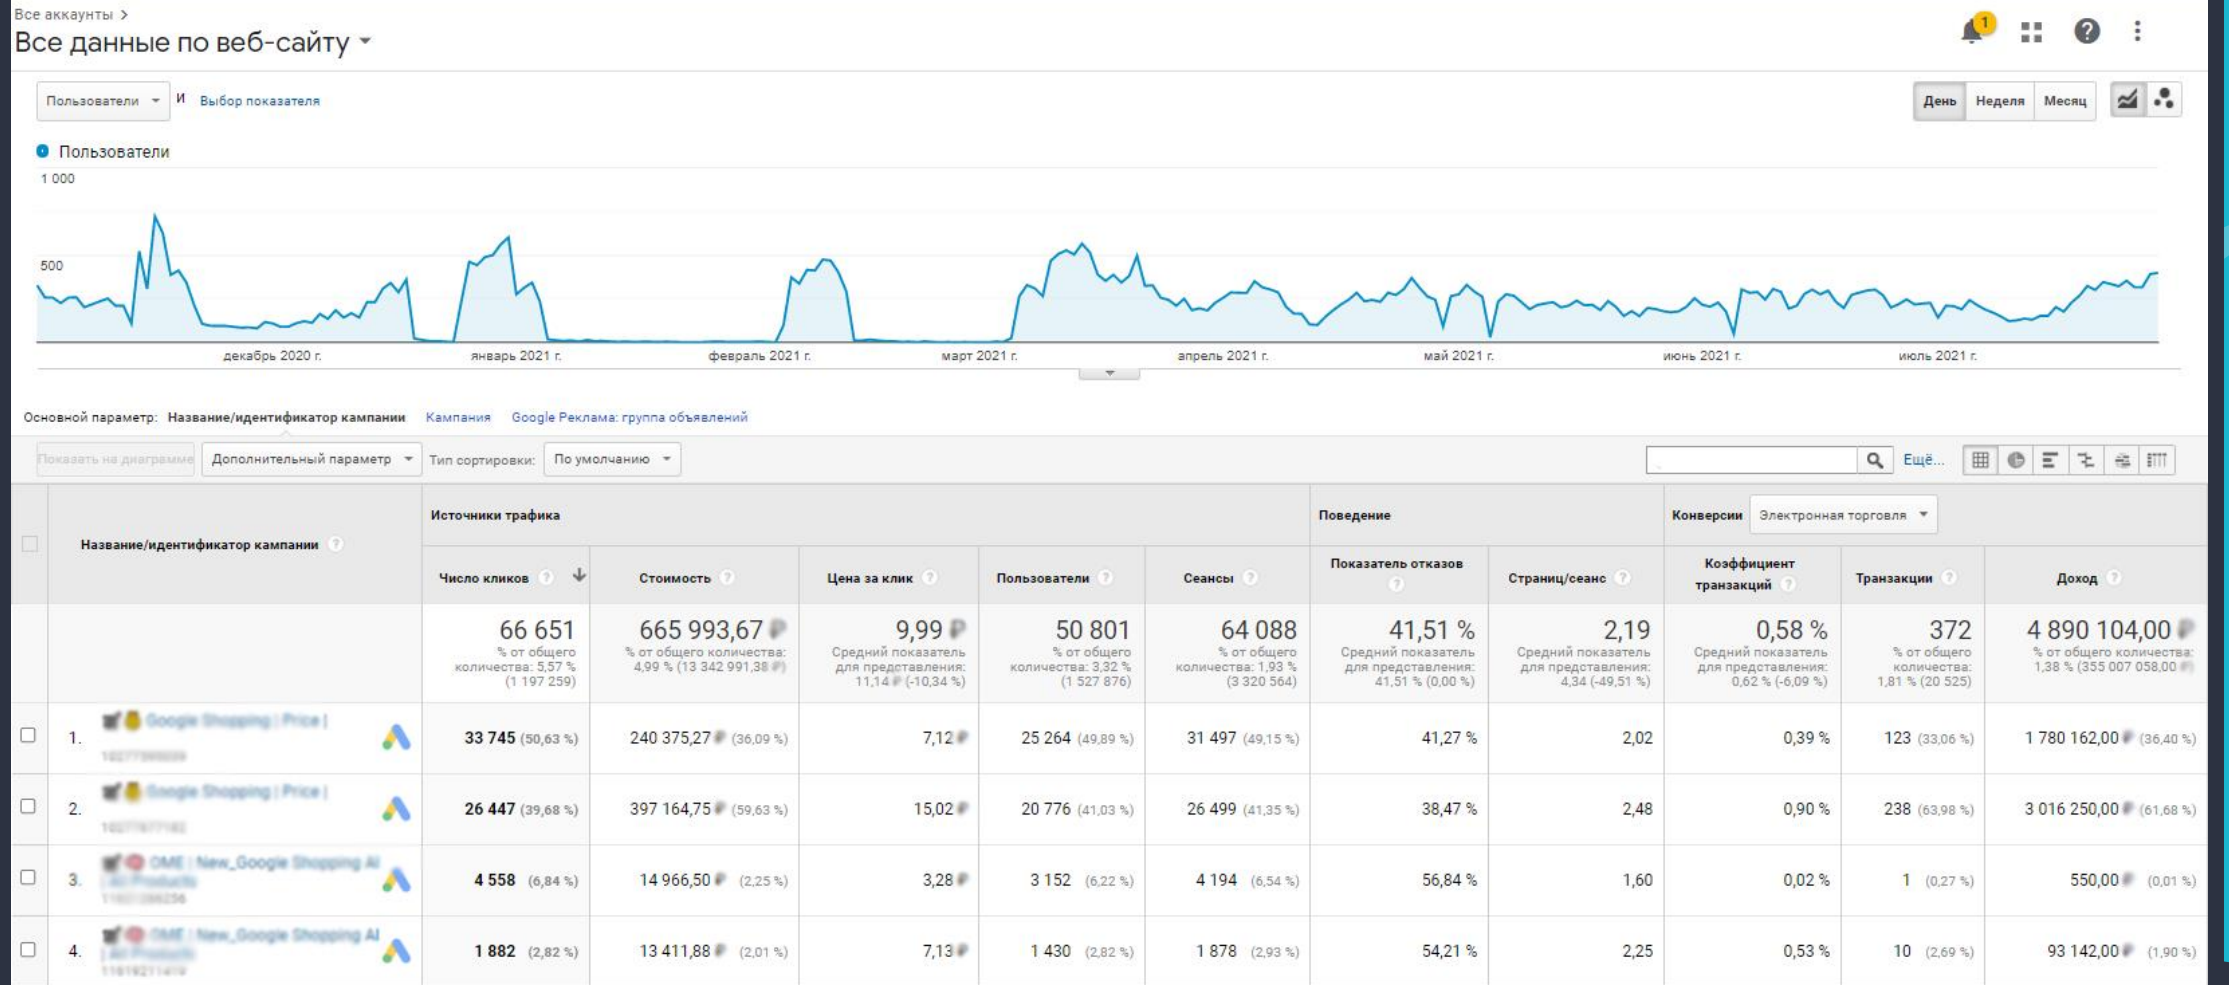 Все аккаунты >
Все данные по веб-сайту
1
Пользователи и Выбор показателя
День Неделя Месяц
Пользователи
1 000
500
декабрь 2020 г. январь 2021 г. февраль 2021 г. март 2021 г. апрель 2021 г. май 2021 г. июнь 2021 г. июль 2021 г.
Основной параметр: Название/идентификатор кампании Кампания Google Реклама: группа объявлений
Показать на диаграмме Дополнительный параметр Тип сортировки: По умолчанию Ещё...
Источники трафика Поведение Конверсии Электронная торговля
Название/идентификатор кампании ?
Число кликов ? Стоимость ? Цена за клик ? Пользователи ? Сеансы ? Показатель отказов ? Страниц/сеанс ? Коэффициент транзакций ? Транзакции ? Доход ?
66 651 665 993,67 ₽ 9,99 ₽ 50 801 64 088 41,51 % 2,19 0,58 % 372 4 890 104,00 ₽
% от общего количества: 5,57 % (1 197 259) % от общего количества: 4,99 % (13 342 991,38 ₽) Средний показатель для представления: 11,14 ₽ (-10,34 %) % от общего количества: 3,32 % (1 527 876) % от общего количества: 1,93 % (3 320 564) Средний показатель для представления: 41,51 % (0,00 %) Средний показатель для представления: 4,34 (-49,51 %) Средний показатель для представления: 0,62 % (-6,09 %) % от общего количества: 1,81 % (20 525) % от общего количества: 1,38 % (355 007 058,00 ₽)
1. Google Shopping | Price | 33 745 (50,63 %) 240 375,27 ₽ (36,09 %) 7,12 ₽ 25 264 (49,89 %) 31 497 (49,15 %) 41,27 % 2,02 0,39 % 123 (33,06 %) 1 780 162,00 ₽ (36,40 %)
2. Google Shopping | Price | 26 447 (39,68 %) 397 164,75 ₽ (59,63 %) 15,02 ₽ 20 776 (41,03 %) 26 499 (41,35 %) 38,47 % 2,48 0,90 % 238 (63,98 %) 3 016 250,00 ₽ (61,68 %)
3. New_Google Shopping 4 558 (6,84 %) 14 966,50 ₽ (2,25 %) 3,28 ₽ 3 152 (6,22 %) 4 194 (6,54 %) 56,84 % 1,60 0,02 % 1 (0,27 %) 550,00 ₽ (0,01 %)
4. New_Google Shopping 1 882 (2,82 %) 13 411,88 ₽ (2,01 %) 7,13 ₽ 1 430 (2,82 %) 1 878 (2,93 %) 54,21 % 2,25 0,53 % 10 (2,69 %) 93 142,00 ₽ (1,90 %)